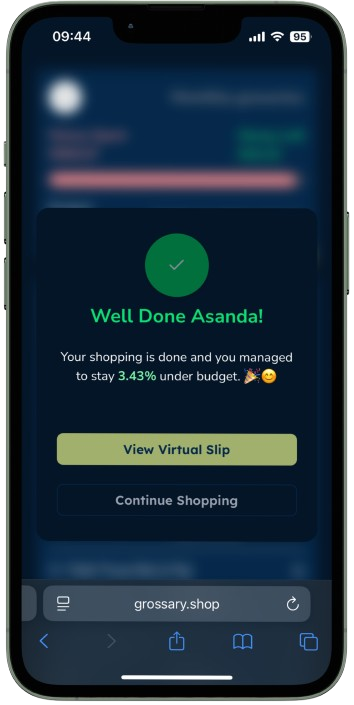 09:44
95
Well Done Asanda!
Your shopping is done and you managed
to stay 3.43% under budget. 🎉😊
View Virtual Slip
Continue Shopping
grossary.shop